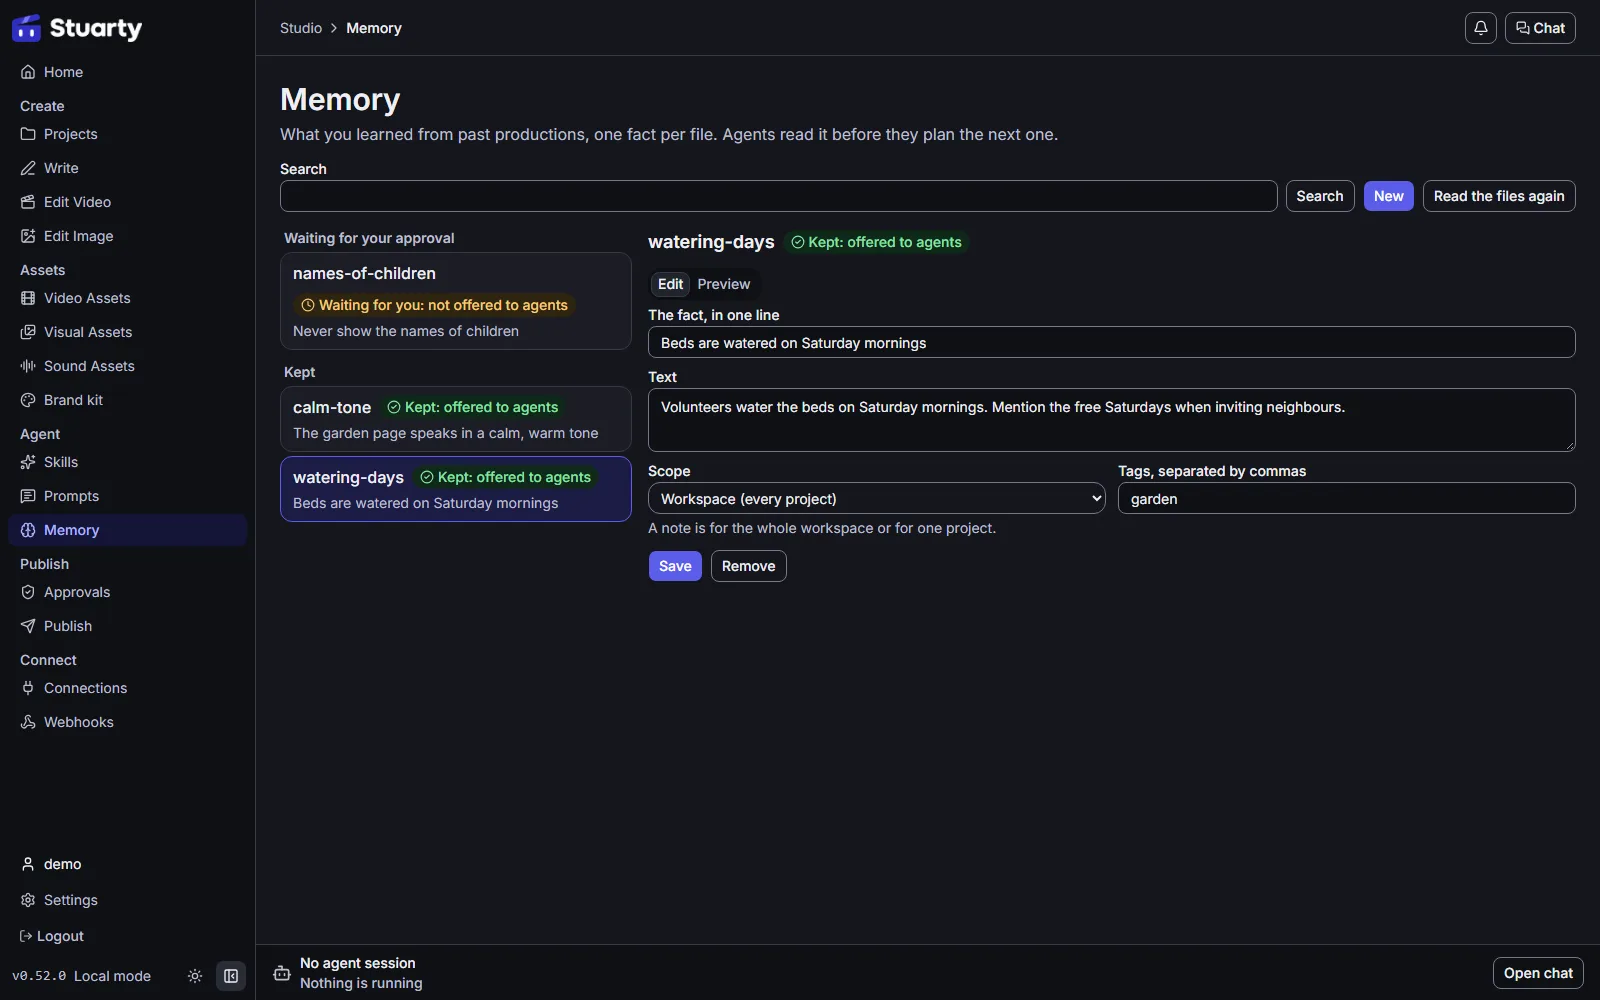 Stuarty
Home
Create
Projects
Write
Edit Video
Edit Image
Assets
Video Assets
Visual Assets
Sound Assets
Brand kit
Agent
Skills
Prompts
Memory
Publish
Approvals
Publish
Connect
Connections
Webhooks
demo
Settings
Logout
v0.52.0 Local mode
Studio > Memory
Chat
Memory
What you learned from past productions, one fact per file. Agents read it before they plan the next one.
Search
Search
New
Read the files again
Waiting for your approval
names-of-children
Waiting for you: not offered to agents
Never show the names of children
Kept
calm-tone Kept: offered to agents
The garden page speaks in a calm, warm tone
watering-days Kept: offered to agents
Beds are watered on Saturday mornings
watering-days Kept: offered to agents
Edit Preview
The fact, in one line
Beds are watered on Saturday mornings
Text
Volunteers water the beds on Saturday mornings. Mention the free Saturdays when inviting neighbours.
Scope
Workspace (every project)
Tags, separated by commas
garden
A note is for the whole workspace or for one project.
Save
Remove
No agent session
Nothing is running
Open chat